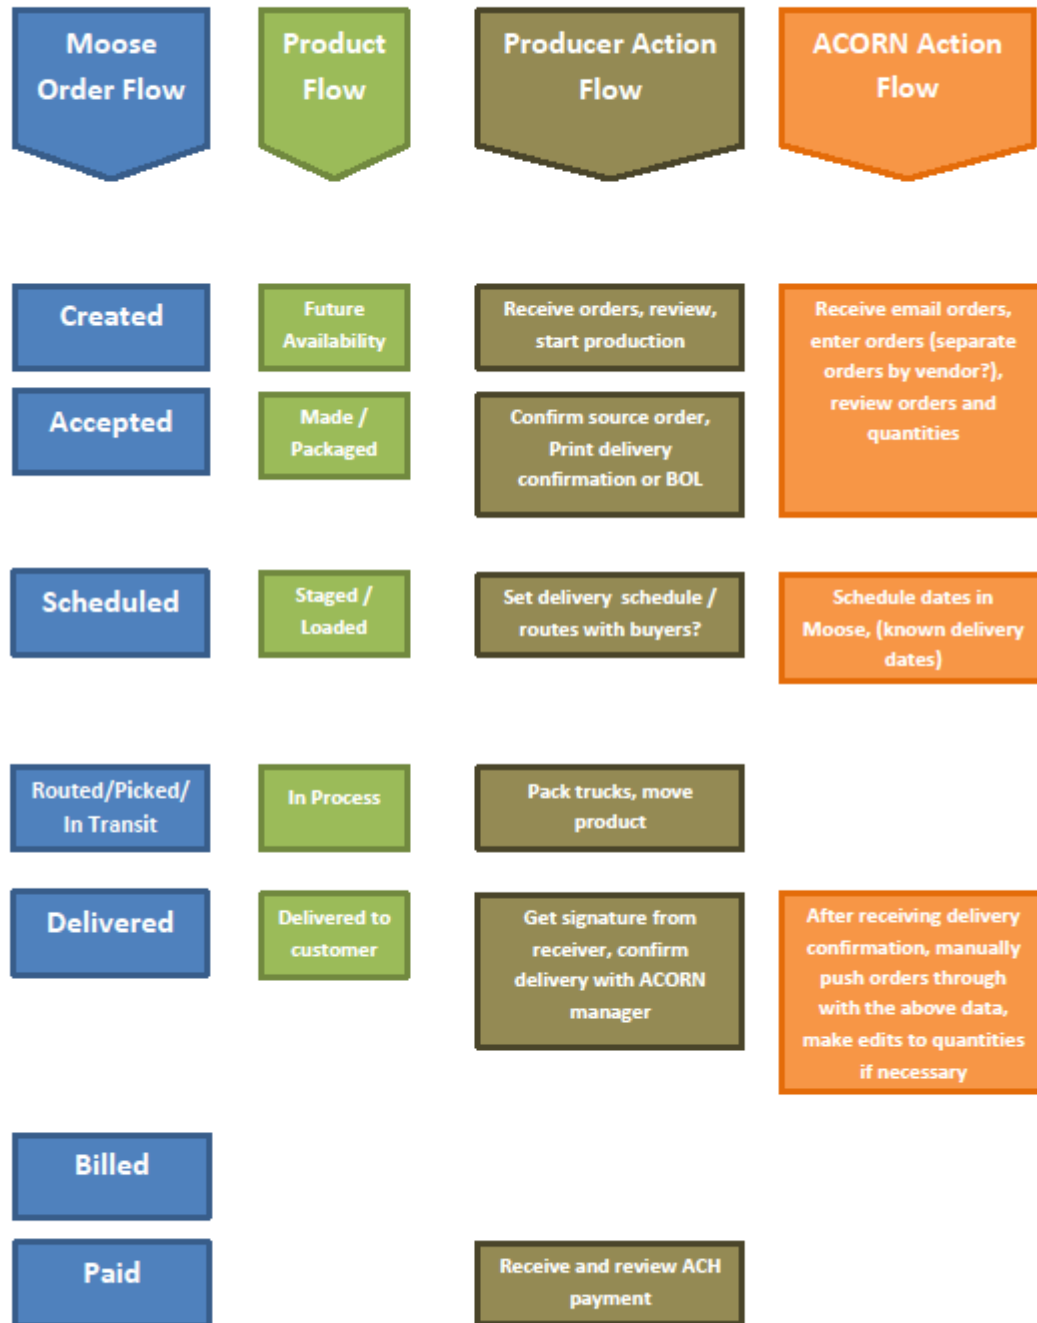 Moose
Order Flow
Product
Flow
Producer Action
Flow
ACORN Action
Flow
Created
Future
Availability
Receive orders, review,
start production
Receive email orders,
enter orders (separate
orders by vendor?),
review orders and
quantities
Accepted
Made /
Packaged
Confirm source order,
Print delivery
confirmation or BOL
Scheduled
Staged /
Loaded
Set delivery schedule /
routes with buyers?
Schedule dates in
Moose, (known delivery
dates)
Routed/Picked/
In Transit
In Process
Pack trucks, move
product
Delivered
Delivered to
customer
Get signature from
receiver, confirm
delivery with ACORN
manager
After receiving delivery
confirmation, manually
push orders through
with the above data,
make edits to quantities
if necessary
Billed
Paid
Receive and review ACH
payment